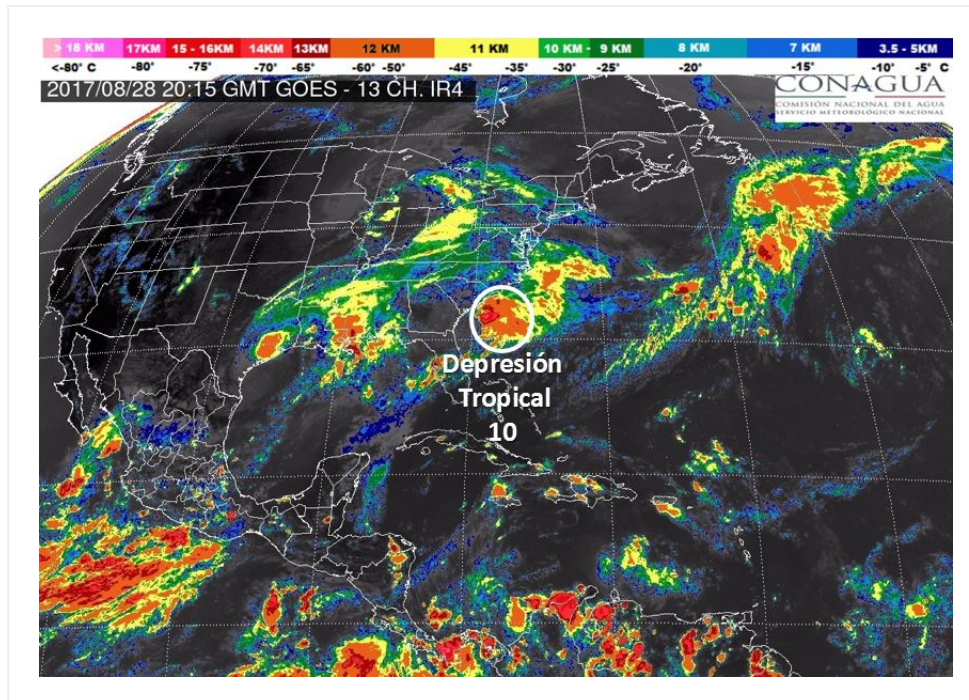 > 18 KM 17KM 15 - 16KM 14KM 13KM 12 KM 11 KM 10 KM - 9 KM 8 KM 7 KM 3.5 - 5KM
<-80° C -80° -75° -70° -65° -60° -50° -45° -35° -30° -25° -20° -15° -10° -5° C
2017/08/28 20:15 GMT GOES - 13 CH. IR4
CONAGUA
COMISIÓN NACIONAL DEL AGUA
SERVICIO METEOROLÓGICO NACIONAL
Depresión
Tropical
10